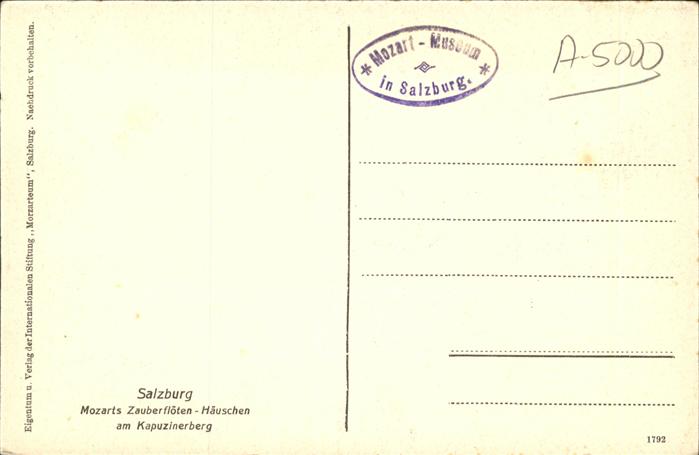 Eigentum u. Verlag der Internationalen Stiftung „Morzarteum", Salzburg. Nachdruck vorbehalten.
* Mozart - Museum *
in Salzburg.
A-5000
Salzburg
Mozarts Zauberflöten - Häuschen
am Kapuzinerberg
1792